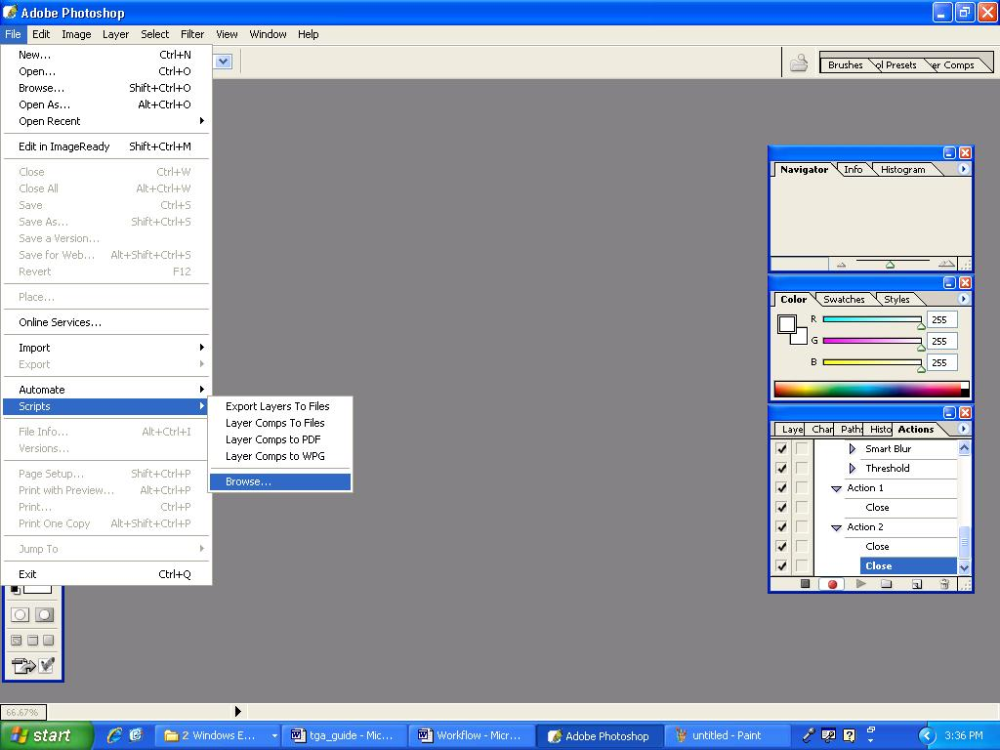 Adobe Photoshop
File Edit Image Layer Select Filter View Window Help
New... Ctrl+N
Open... Ctrl+O
Browse... Shift+Ctrl+O
Open As... Alt+Ctrl+O
Open Recent
Edit in ImageReady Shift+Ctrl+M
Close Ctrl+W
Close All Alt+Ctrl+W
Save Ctrl+S
Save As... Shift+Ctrl+S
Save a Version...
Save for Web... Alt+Shift+Ctrl+S
Revert F12
Place...
Online Services...
Import
Export
Automate
Scripts
File Info... Alt+Ctrl+I
Versions...
Page Setup... Shift+Ctrl+P
Print with Preview... Alt+Ctrl+P
Print... Ctrl+P
Print One Copy Alt+Shift+Ctrl+P
Jump To
Exit Ctrl+Q
Export Layers To Files
Layer Comps To Files
Layer Comps to PDF
Layer Comps to WPG
Browse...
Brushes ol Presets er Comps
Navigator Info Histogram
Color Swatches Styles
R 255
G 255
B 255
Laye Char Paths Histo Actions
Smart Blur
Threshold
Action 1
Close
Action 2
Close
Close
66.67%
start 2 Windows E... tga_guide - Mic... Workflow - Micr... Adobe Photoshop untitled - Paint 3:36 PM